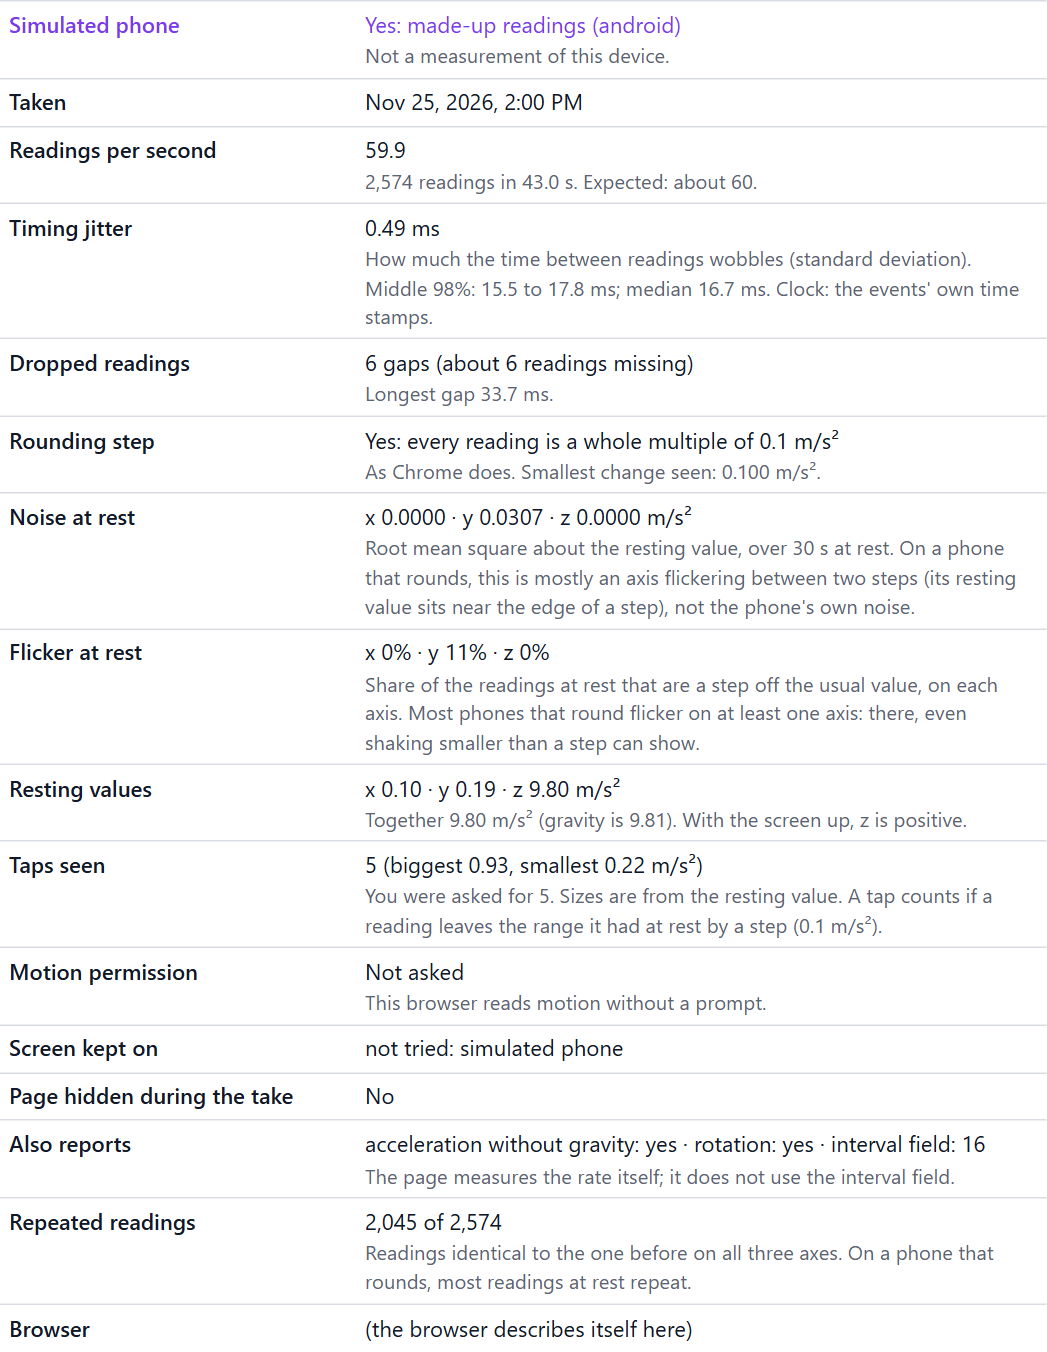 Simulated phone
Yes: made-up readings (android)
Not a measurement of this device.
Taken
Nov 25, 2026, 2:00 PM
Readings per second
59.9
2,574 readings in 43.0 s. Expected: about 60.
Timing jitter
0.49 ms
How much the time between readings wobbles (standard deviation).
Middle 98%: 15.5 to 17.8 ms; median 16.7 ms. Clock: the events' own time
stamps.
Dropped readings
6 gaps (about 6 readings missing)
Longest gap 33.7 ms.
Rounding step
Yes: every reading is a whole multiple of 0.1 m/s²
As Chrome does. Smallest change seen: 0.100 m/s².
Noise at rest
x 0.0000 · y 0.0307 · z 0.0000 m/s²
Root mean square about the resting value, over 30 s at rest. On a phone
that rounds, this is mostly an axis flickering between two steps (its resting
value sits near the edge of a step), not the phone's own noise.
Flicker at rest
x 0% · y 11% · z 0%
Share of the readings at rest that are a step off the usual value, on each
axis. Most phones that round flicker on at least one axis: there, even
shaking smaller than a step can show.
Resting values
x 0.10 · y 0.19 · z 9.80 m/s²
Together 9.80 m/s² (gravity is 9.81). With the screen up, z is positive.
Taps seen
5 (biggest 0.93, smallest 0.22 m/s²)
You were asked for 5. Sizes are from the resting value. A tap counts if a
reading leaves the range it had at rest by a step (0.1 m/s²).
Motion permission
Not asked
This browser reads motion without a prompt.
Screen kept on
not tried: simulated phone
Page hidden during the take
No
Also reports
acceleration without gravity: yes · rotation: yes · interval field: 16
The page measures the rate itself; it does not use the interval field.
Repeated readings
2,045 of 2,574
Readings identical to the one before on all three axes. On a phone that
rounds, most readings at rest repeat.
Browser
(the browser describes itself here)